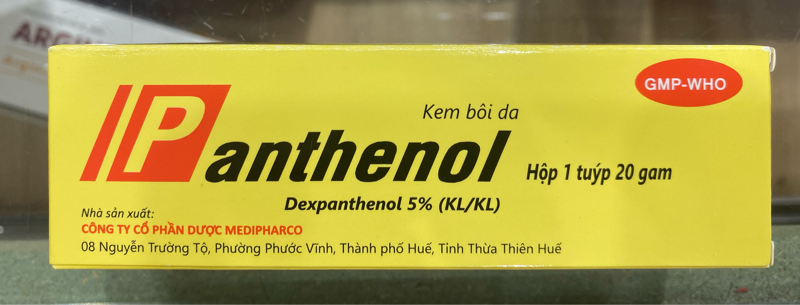 ARGI
Argin
GMP-WHO
Kem bôi da
Panthenol
Hộp 1 tuýp 20 gam
Dexpanthenol 5% (KL/KL)
Nhà sản xuất:
CÔNG TY CỔ PHẦN DƯỢC MEDIPHARCO
08 Nguyễn Trường Tộ, Phường Phước Vĩnh, Thành phố Huế, Tỉnh Thừa Thiên Huế